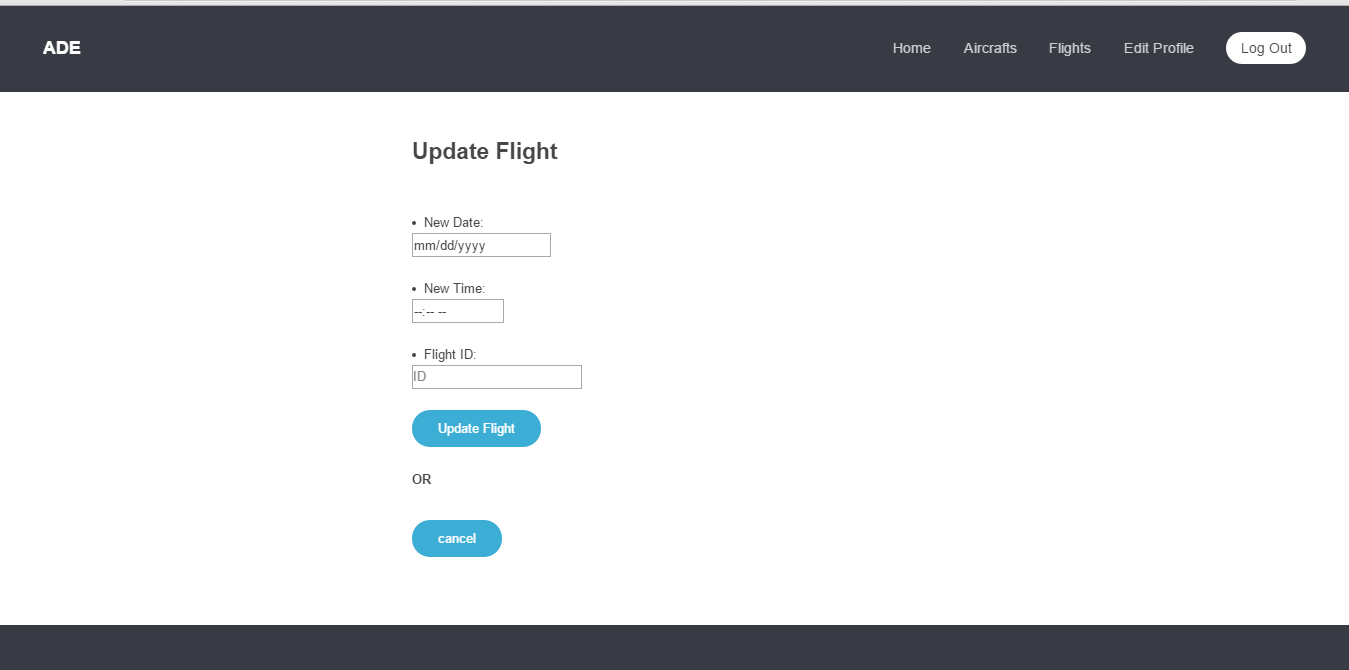 ADE
Home Aircrafts Flights Edit Profile Log Out
Update Flight
• New Date:
mm/dd/yyyy
• New Time:
--:-- --
• Flight ID:
ID
Update Flight
OR
cancel